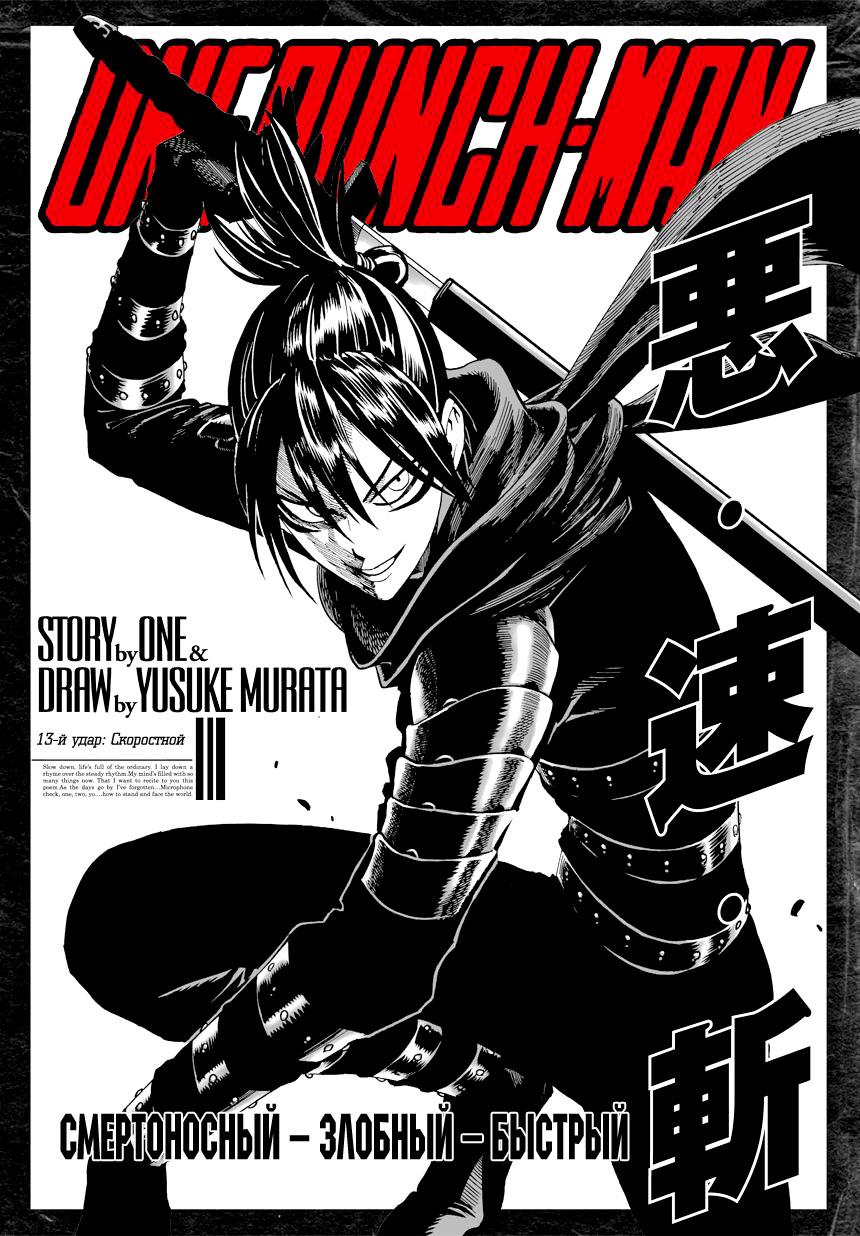 ONEPUNCH-MAN
悪・速・斬
STORY by ONE &
DRAW by YUSUKE MURATA
13-й удар: Скоростной
Slow down, life's full of the ordinary. I lay down a
rhyme over the steady rhythm.My mind's filled with so
many things now. That I want to recite to you this
poem.As the days go by I've forgotten...Microphone
check, one, two, yo....how to stand and face the world
СМЕРТОНОСНЫЙ – ЗЛОБНЫЙ – БЫСТРЫЙ